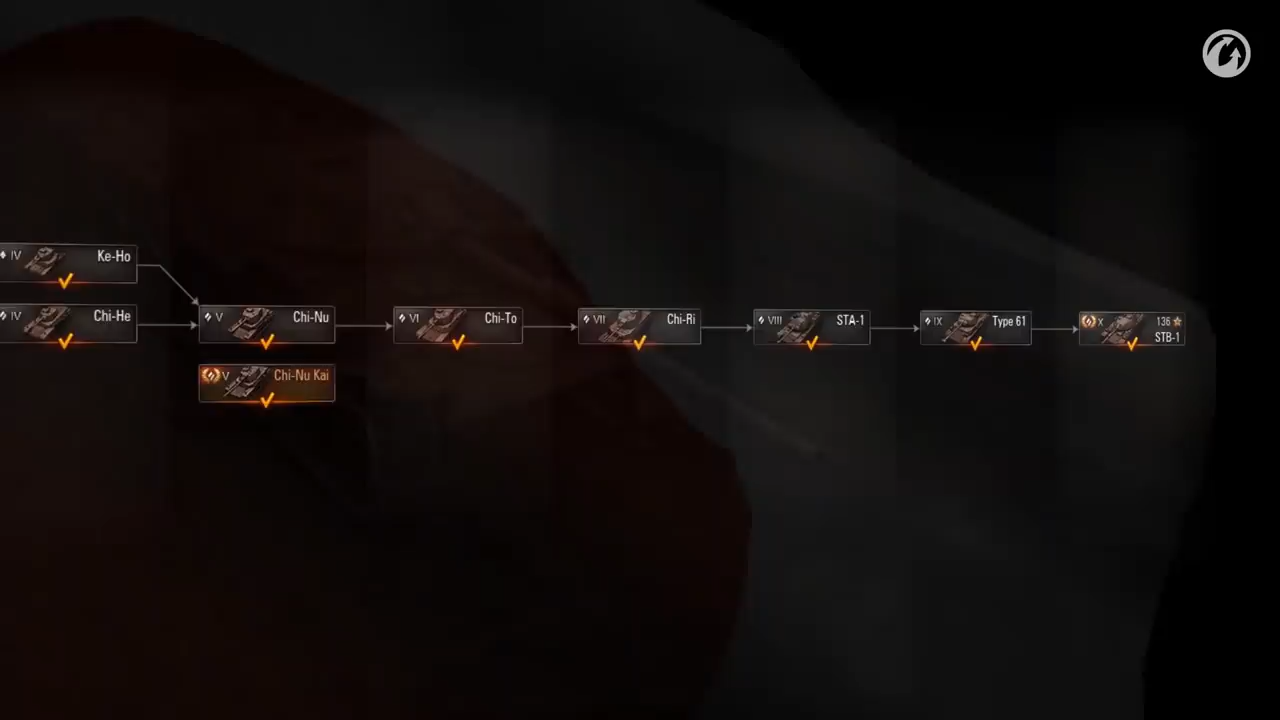 IV Ke-Ho
IV Chi-He
V Chi-Nu
V Chi-Nu Kai
VI Chi-To
VII Chi-Ri
VIII STA-1
IX Type 61
X 136
STB-1